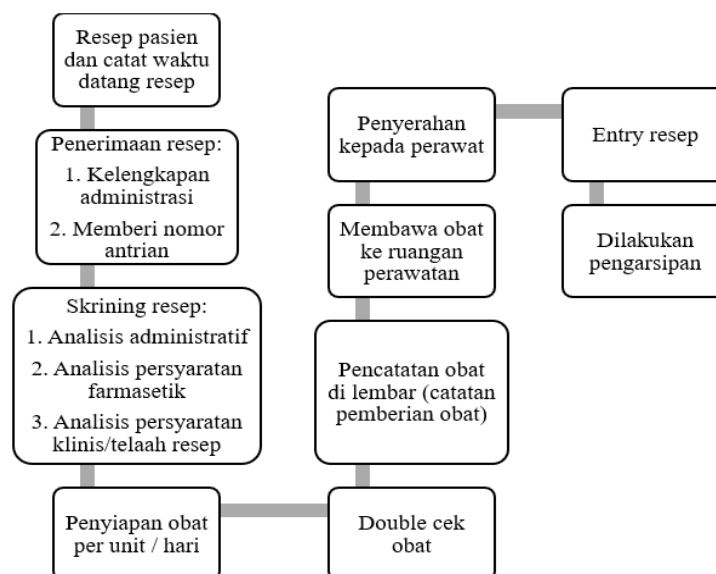 Resep pasien
dan catat waktu
datang resep
Penerimaan resep:
1. Kelengkapan
administrasi
2. Memberi nomor
antrian
Skrining resep:
1. Analisis administratif
2. Analisis persyaratan
farmasetik
3. Analisis persyaratan
klinis/telaah resep
Penyiapan obat
per unit / hari
Double cek
obat
Pencatatan obat
di lembar (catatan
pemberian obat)
Membawa obat
ke ruangan
perawatan
Penyerahan
kepada perawat
Entry resep
Dilakukan
pengarsipan